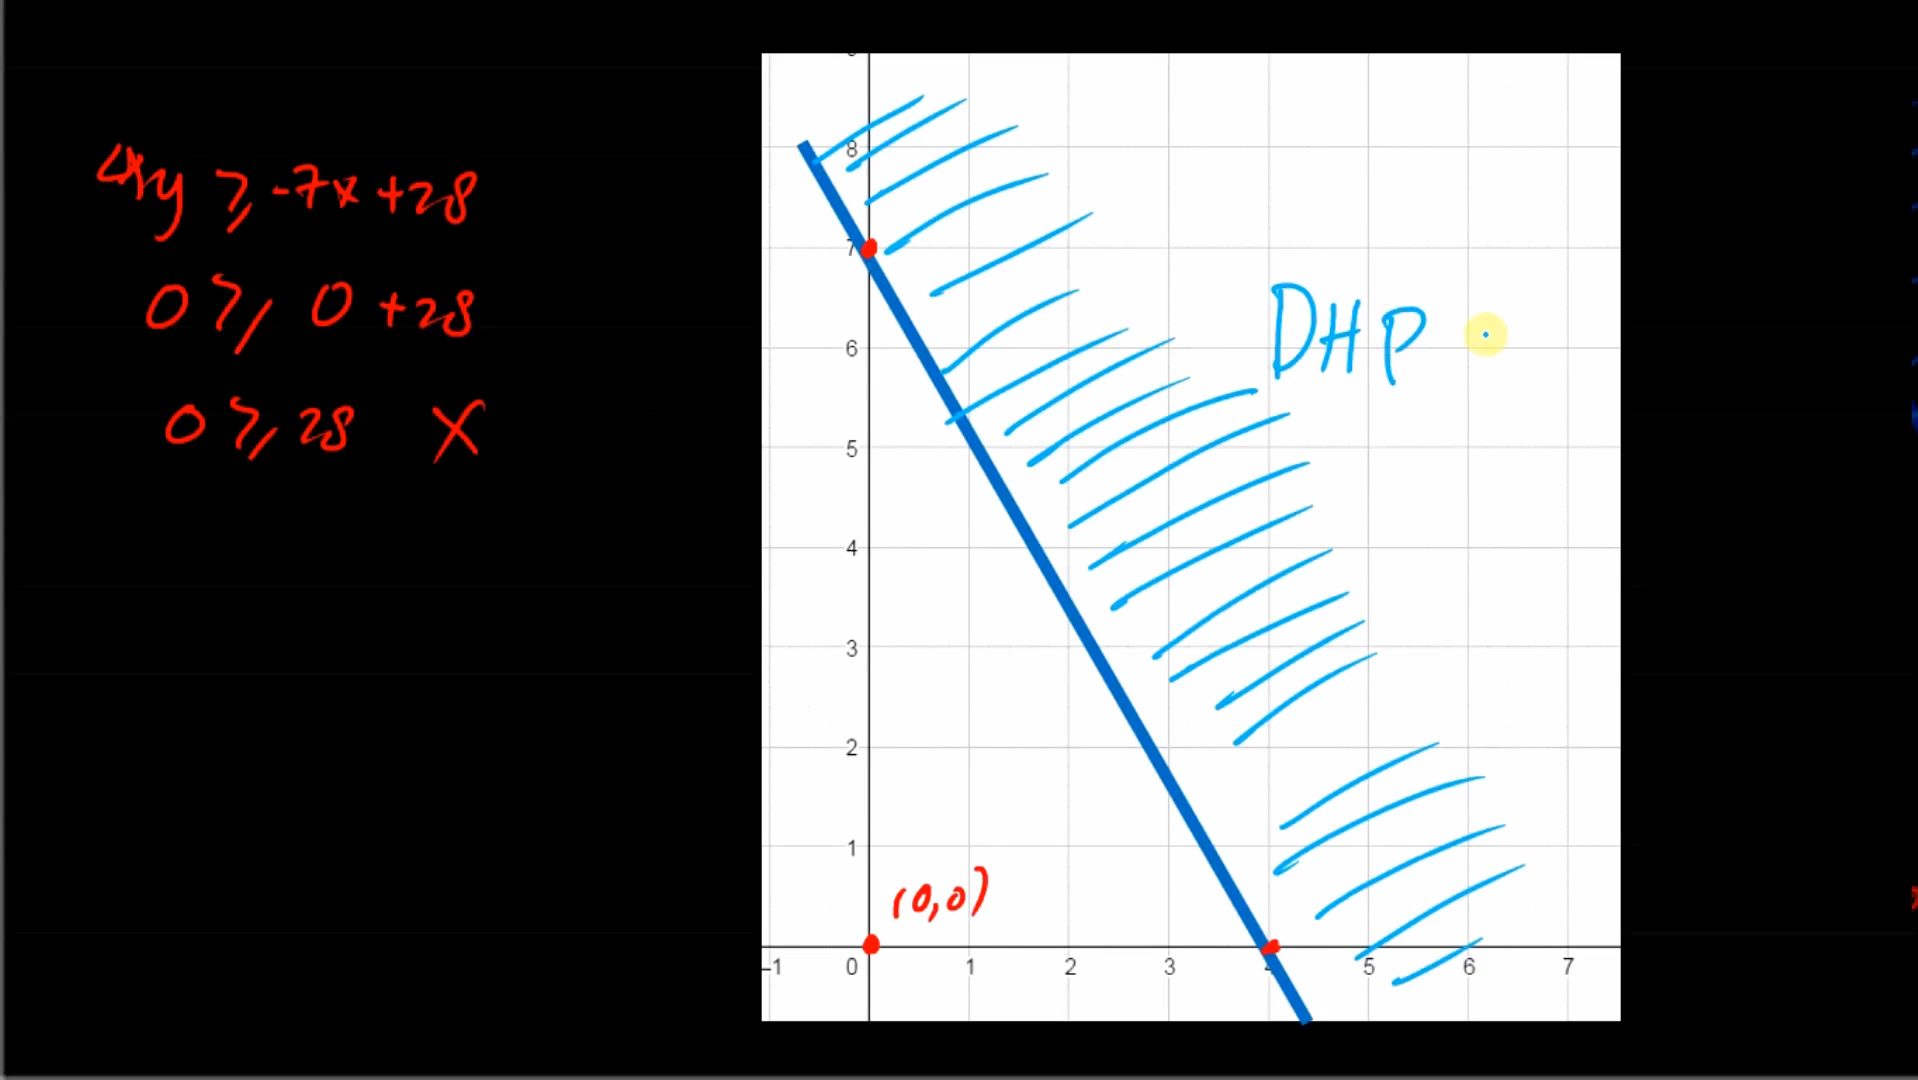 4y ≥ -7x + 28
0 ≥ 0 + 28
0 ≥ 28 X
8
7
DHP
6
5
4
3
2
1
(0,0)
-1 0 1 2 3 4 5 6 7